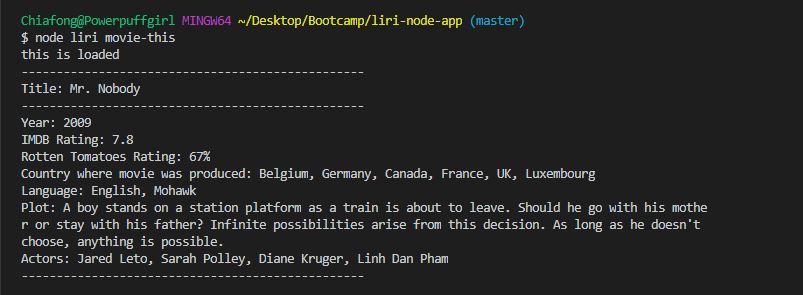 Chiafong@Powerpuffgirl MINGW64 ~/Desktop/Bootcamp/liri-node-app (master)
$ node liri movie-this
this is loaded
-------------------------------------------------
Title: Mr. Nobody
-------------------------------------------------
Year: 2009
IMDB Rating: 7.8
Rotten Tomatoes Rating: 67%
Country where movie was produced: Belgium, Germany, Canada, France, UK, Luxembourg
Language: English, Mohawk
Plot: A boy stands on a station platform as a train is about to leave. Should he go with his mothe
r or stay with his father? Infinite possibilities arise from this decision. As long as he doesn't
choose, anything is possible.
Actors: Jared Leto, Sarah Polley, Diane Kruger, Linh Dan Pham
-------------------------------------------------